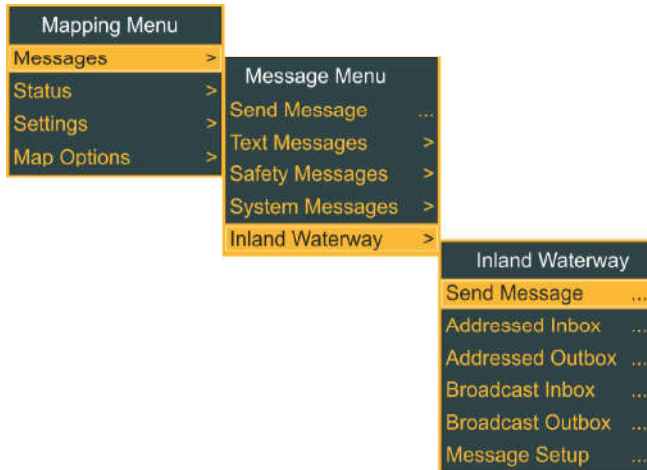 Mapping Menu
Messages >
Status >
Settings >
Map Options >
Message Menu
Send Message ...
Text Messages >
Safety Messages >
System Messages >
Inland Waterway >
Inland Waterway
Send Message ...
Addressed Inbox ...
Addressed Outbox ...
Broadcast Inbox ...
Broadcast Outbox ...
Message Setup ...